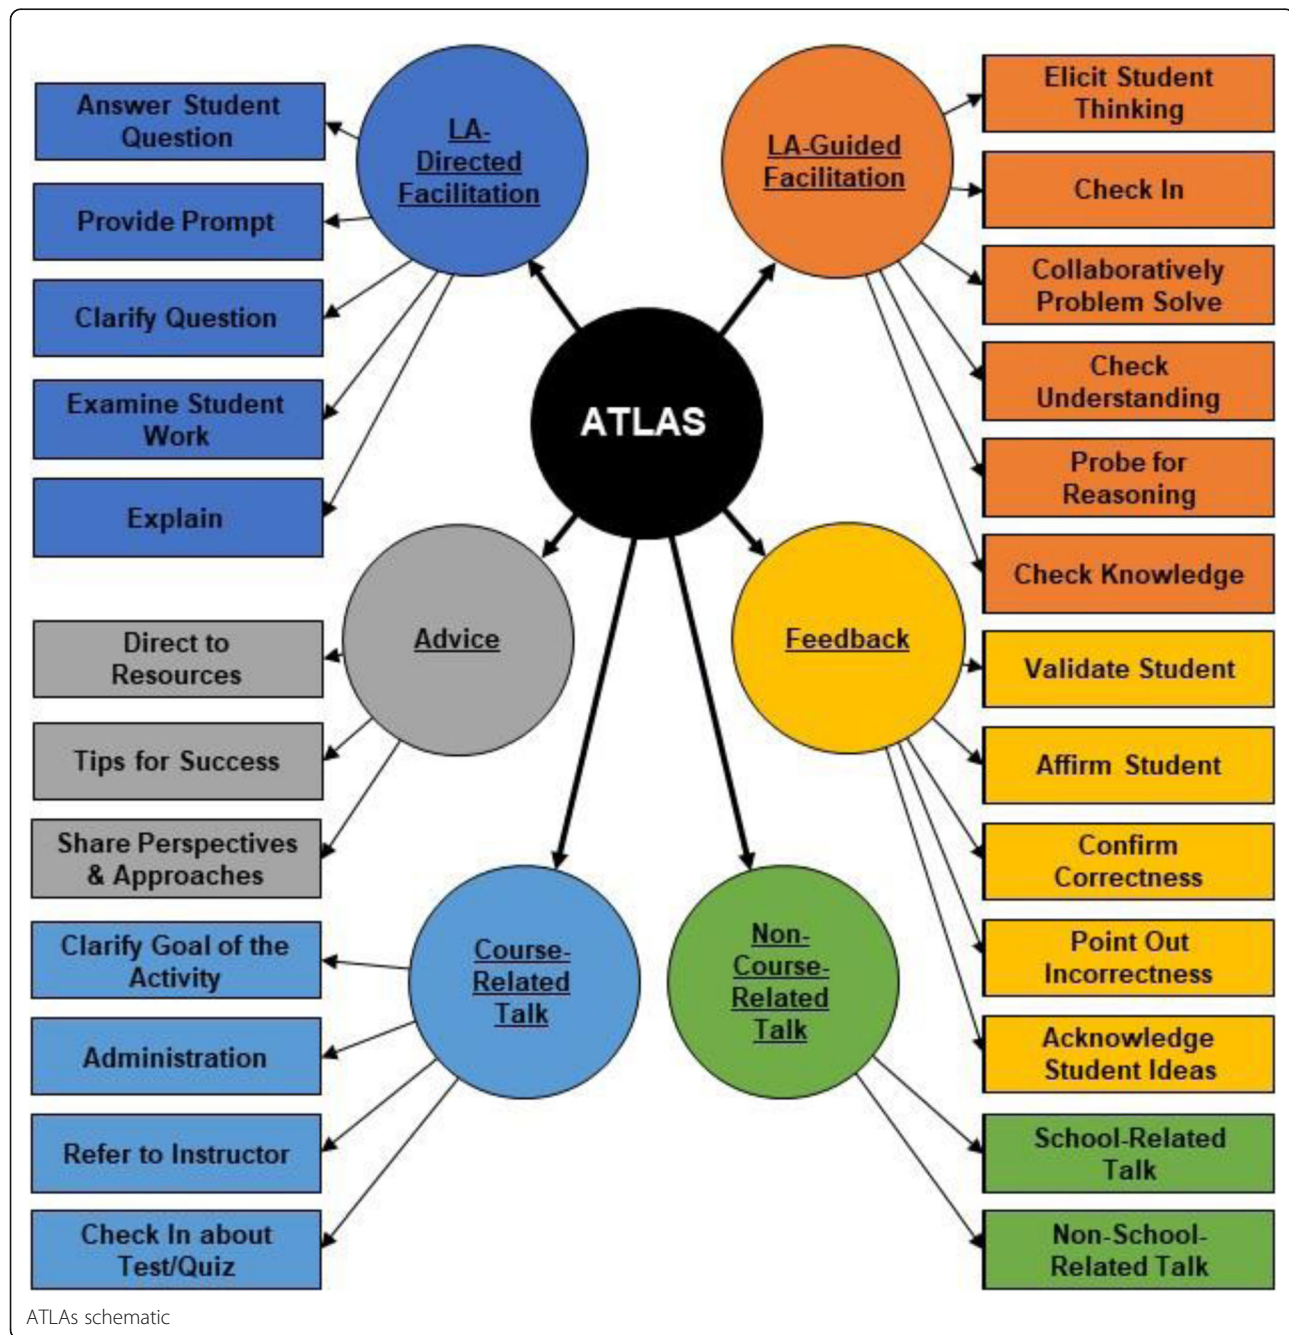 Answer Student
Question
Provide Prompt
Clarify Question
Examine Student
Work
Explain
LA-
Directed
Facilitation
LA-Guided
Facilitation
Elicit Student
Thinking
Check In
Collaboratively
Problem Solve
Check
Understanding
Probe for
Reasoning
Check Knowledge
ATLAS
Advice
Direct to
Resources
Tips for Success
Share Perspectives
& Approaches
Feedback
Validate Student
Affirm Student
Confirm
Correctness
Point Out
Incorrectness
Acknowledge
Student Ideas
Course-
Related
Talk
Clarify Goal of the
Activity
Administration
Refer to Instructor
Check In about
Test/Quiz
Non-
Course-
Related
Talk
School-Related
Talk
Non-School-
Related Talk
ATLAs schematic